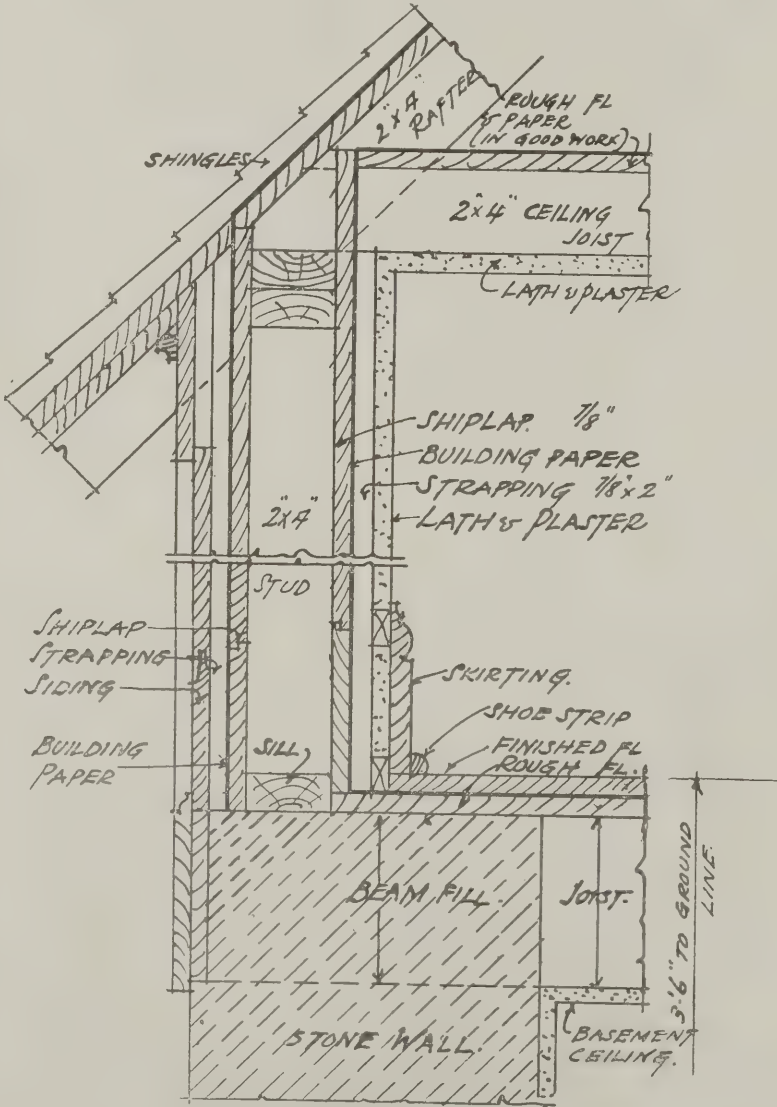 2"x4"
RAFTER
ROUGH FL
& PAPER
(IN GOOD WORK)
SHINGLES
2"x4" CEILING
JOIST
LATH & PLASTER
SHIPLAP. 7/8"
BUILDING PAPER
STRAPPING 7/8"x2"
LATH & PLASTER
2"x4"
STUD
SHIPLAP
STRAPPING
SIDING
BUILDING
PAPER
SILL
SKIRTING.
SHOE STRIP
FINISHED FL
ROUGH FL.
BEAM FILL.
JOIST.
3'-6" TO GROUND
LINE.
STONE WALL.
BASEMENT
CEILING.